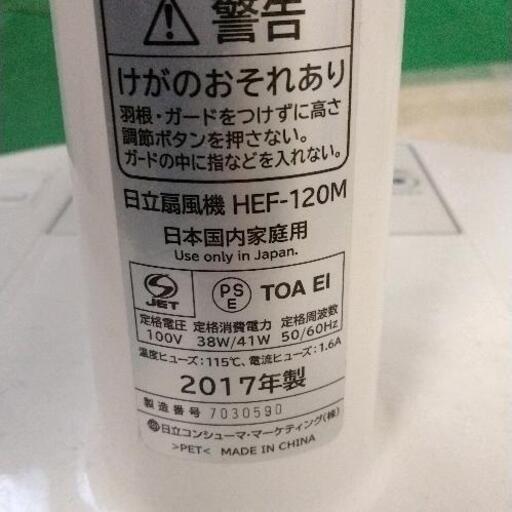 警告
けがのおそれあり
羽根・ガードをつけずに高さ
調節ボタンを押さない。
ガードの中に指などを入れない。
日立扇風機 HEF-120M
日本国内家庭用
Use only in Japan.
S JET PS E TOA EI
定格電圧 定格消費電力 定格周波数
100V 38W/41W 50/60Hz
温度ヒューズ:115℃、電流ヒューズ:1.6A
2017年製
製造番号 7030590
日立コンシューマ・マーケティング(株)
>PET< MADE IN CHINA